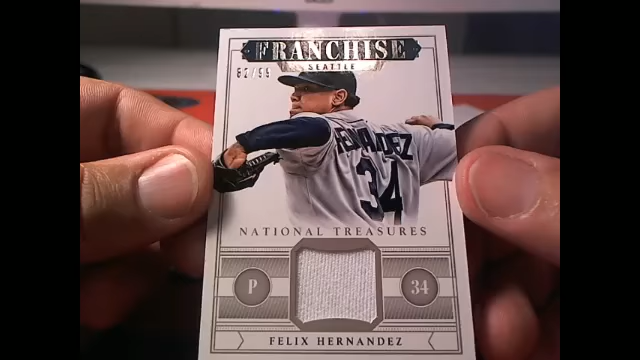 FRANCHISE
SEATTLE
82/99
HERNANDEZ
34
NATIONAL TREASURES
P
34
FELIX HERNANDEZ